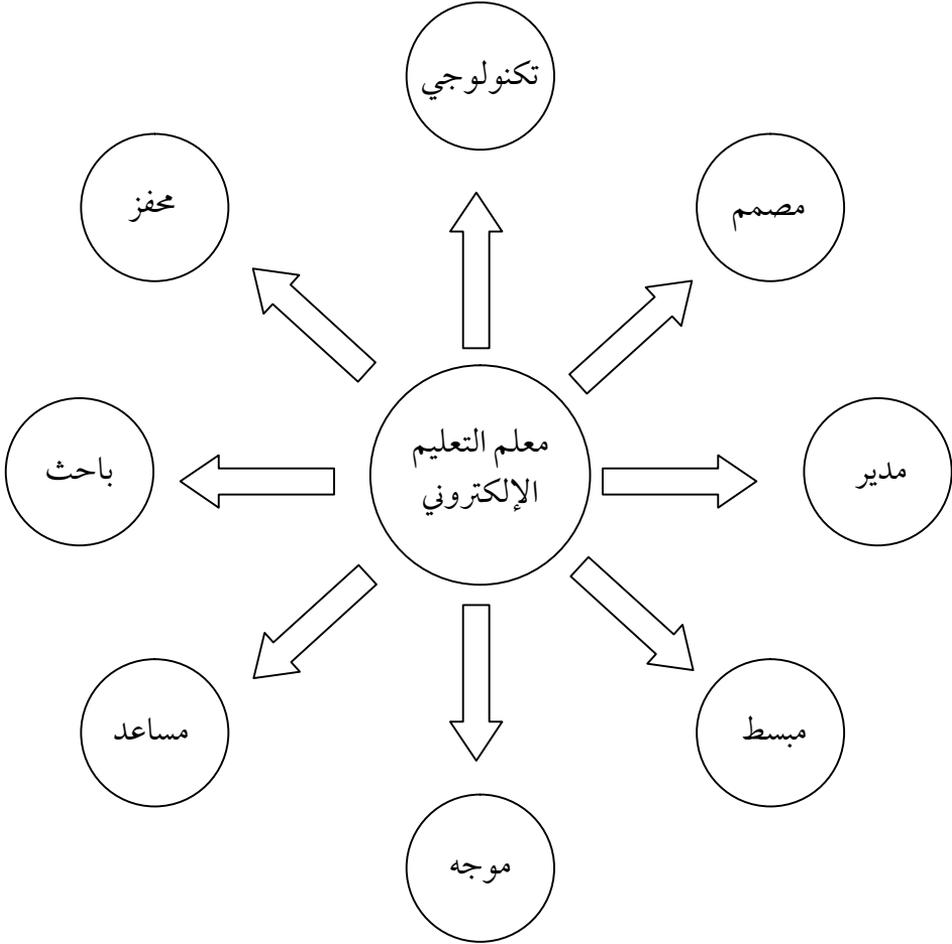 تكنولوجي
مصمم
محفز
معلم التعليم
الإلكتروني
مدير
باحث
مبسط
مساعد
موجه